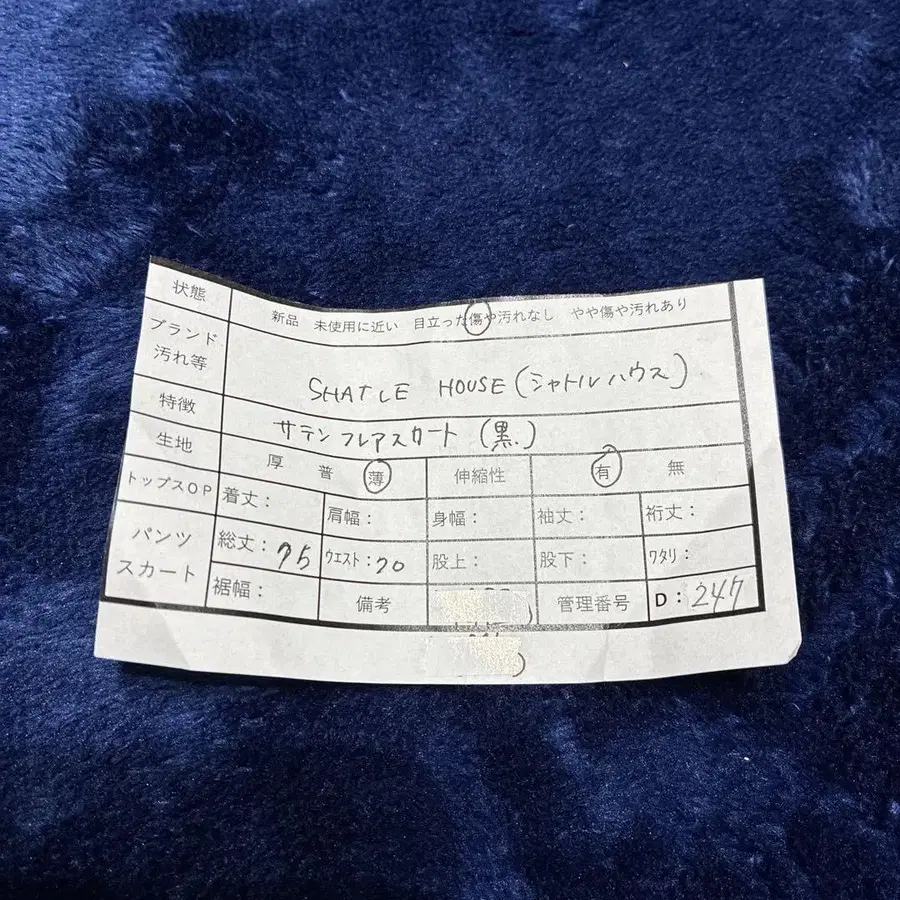 状態 新品 未使用に近い 目立った傷や汚れなし やや傷や汚れあり
ブランド
汚れ等 SHATLE HOUSE(シャトルハウス)
特徴 サテンフレアスカート(黒)
生地 厚 普 薄 伸縮性 有 無
トップスOP 着丈: 肩幅: 身幅: 袖丈: 裄丈:
パンツ
スカート 総丈:75 ウエスト:70 股上: 股下: ワタリ:
裾幅: 備考 管理番号 D:247